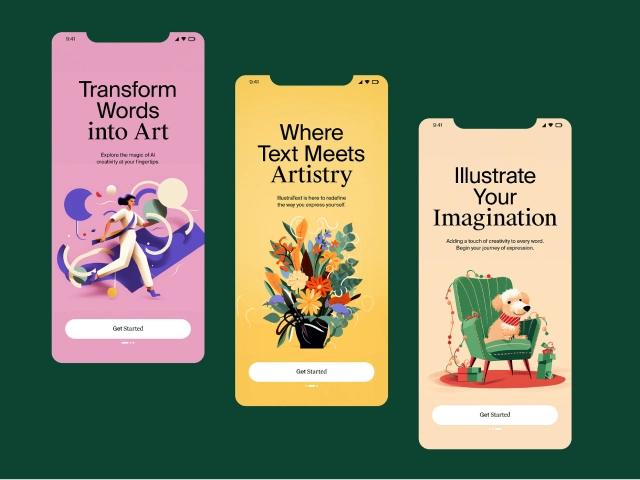 9:41
Transform
Words
into Art
Explore the magic of AI
creativity at your fingertips.
Get Started
9:41
Where
Text Meets
Artistry
IllustraText is here to redefine
the way you express yourself.
Get Started
9:41
Illustrate
Your
Imagination
Adding a touch of creativity to every word.
Begin your journey of expression.
Get Started